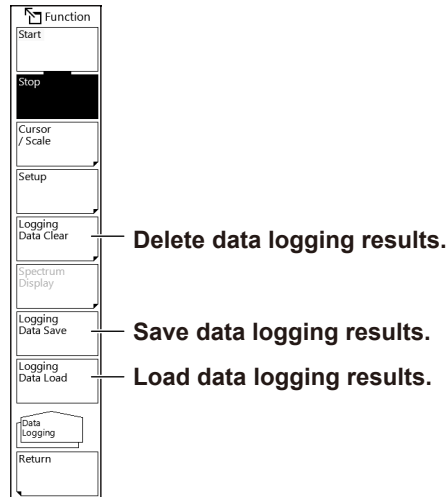 Function
Start
Stop
Cursor
/ Scale
Setup
Logging
Data Clear
Delete data logging results.
Spectrum
Display
Logging
Data Save
Save data logging results.
Logging
Data Load
Load data logging results.
Data
Logging
Return